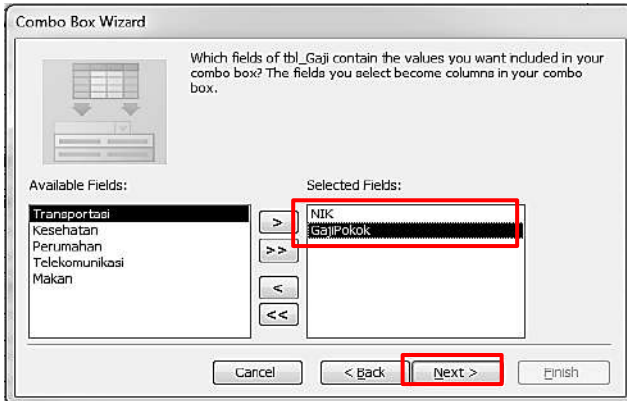 Combo Box Wizard
Which fields of tbl_Gaji contain the values you want included in your
combo box? The fields you select become columns in your combo
box.
Available Fields:
Selected Fields:
Transportasi
Kesehatan
Perumahan
Telekomunikasi
Makan
>
>>
<
<<
NIK
GajiPokok
Cancel
< Back
Next >
Finish